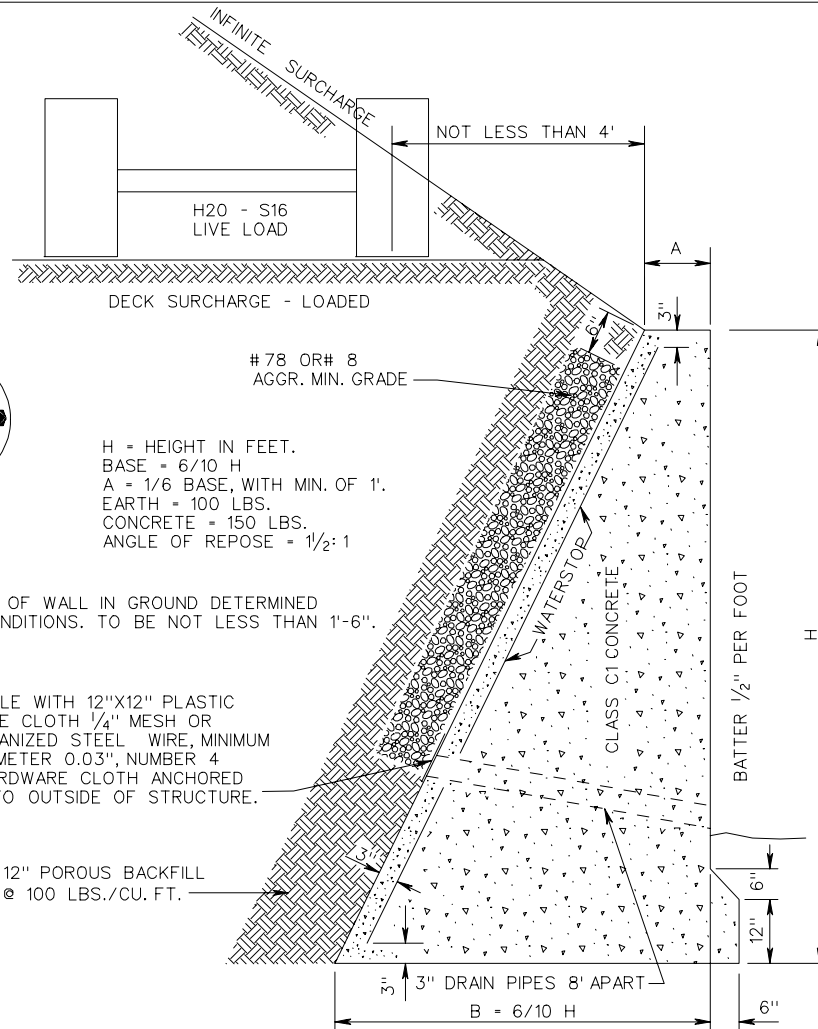 INFINITE SURCHARGE
NOT LESS THAN 4'
H20 - S16
LIVE LOAD
A
DECK SURCHARGE - LOADED
3"
6"
#78 OR# 8
AGGR. MIN. GRADE
H = HEIGHT IN FEET.
BASE = 6/10 H
A = 1/6 BASE, WITH MIN. OF 1'.
EARTH = 100 LBS.
CONCRETE = 150 LBS.
ANGLE OF REPOSE = 1½: 1
OF WALL IN GROUND DETERMINED
NDITIONS. TO BE NOT LESS THAN 1'-6".
WATERSTOP
CLASS C1 CONCRETE
BATTER ½" PER FOOT
H
LE WITH 12"X12" PLASTIC
E CLOTH ¼" MESH OR
ANIZED STEEL WIRE, MINIMUM
METER 0.03", NUMBER 4
RDWARE CLOTH ANCHORED
TO OUTSIDE OF STRUCTURE.
3"
12" POROUS BACKFILL
@ 100 LBS./CU. FT.
6"
12"
3"
3" DRAIN PIPES 8' APART
B = 6/10 H
6"